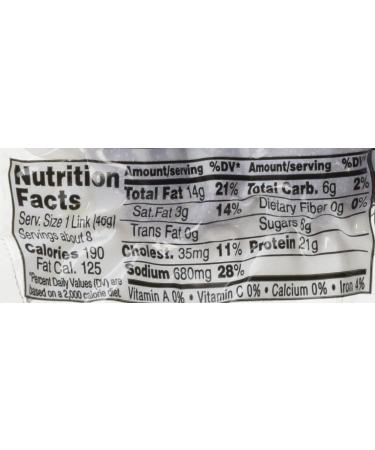 Nutrition
Facts
Serv. Size 1 Link (46g)
Servings about 8
Calories 190
Fat Cal. 125
*Percent Daily Values (DV) are
based on a 2,000 calorie diet.
Amount/serving %DV*
Total Fat 14g 21%
Sat.Fat 3g 14%
Trans Fat 0g
Cholest. 35mg 11%
Sodium 680mg 28%
Amount/serving %DV*
Total Carb. 6g 2%
Dietary Fiber 0g 0%
Sugars
Protein 21g
Vitamin A 0% • Vitamin C 0% • Calcium 0% • Iron 4%